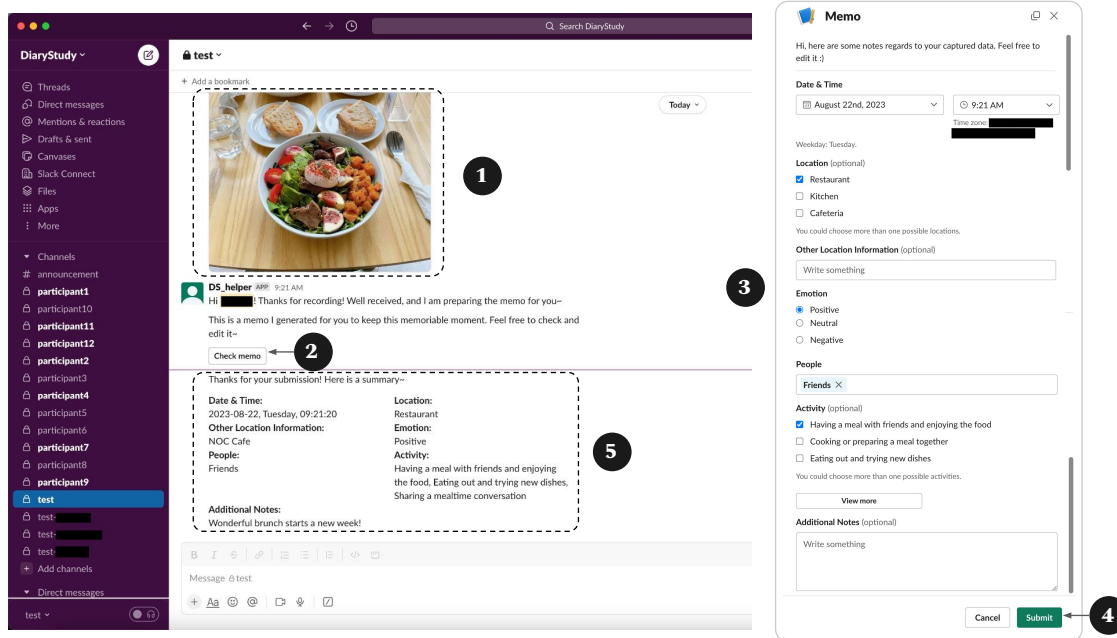 Search DiaryStudy
DiaryStudy
Threads
Direct messages
Mentions & reactions
Drafts & sent
Canvases
Slack Connect
Files
Apps
More
Channels
# announcement
participant1
participant10
participant11
participant12
participant2
participant3
participant4
participant5
participant6
participant7
participant8
participant9
test
test-
test-
test-
+ Add channels
Direct messages
test
test
+ Add a bookmark
Today
1
DS_helper APP 9:21 AM
Hi ! Thanks for recording! Well received, and I am preparing the memo for you~
This is a memo I generated for you to keep this memoriable moment. Feel free to check and
edit it~
Check memo
2
Thanks for your submission! Here is a summary~
Date & Time:
2023-08-22, Tuesday, 09:21:20
Location:
Restaurant
Other Location Information:
NOC Cafe
Emotion:
Positive
People:
Friends
Activity:
Having a meal with friends and enjoying
the food, Eating out and trying new dishes,
Sharing a mealtime conversation
Additional Notes:
Wonderful brunch starts a new week!
5
B I S
Message test
+ Aa @
3
Memo
Hi, here are some notes regards to your captured data. Feel free to
edit it :)
Date & Time
August 22nd, 2023
9:21 AM
Time zone:
Weekday: Tuesday.
Location (optional)
Restaurant
Kitchen
Cafeteria
You could choose more than one possible locations.
Other Location Information (optional)
Write something
Emotion
Positive
Neutral
Negative
People
Friends
Activity (optional)
Having a meal with friends and enjoying the food
Cooking or preparing a meal together
Eating out and trying new dishes
You could choose more than one possible activities.
View more
Additional Notes (optional)
Write something
Cancel
Submit
4